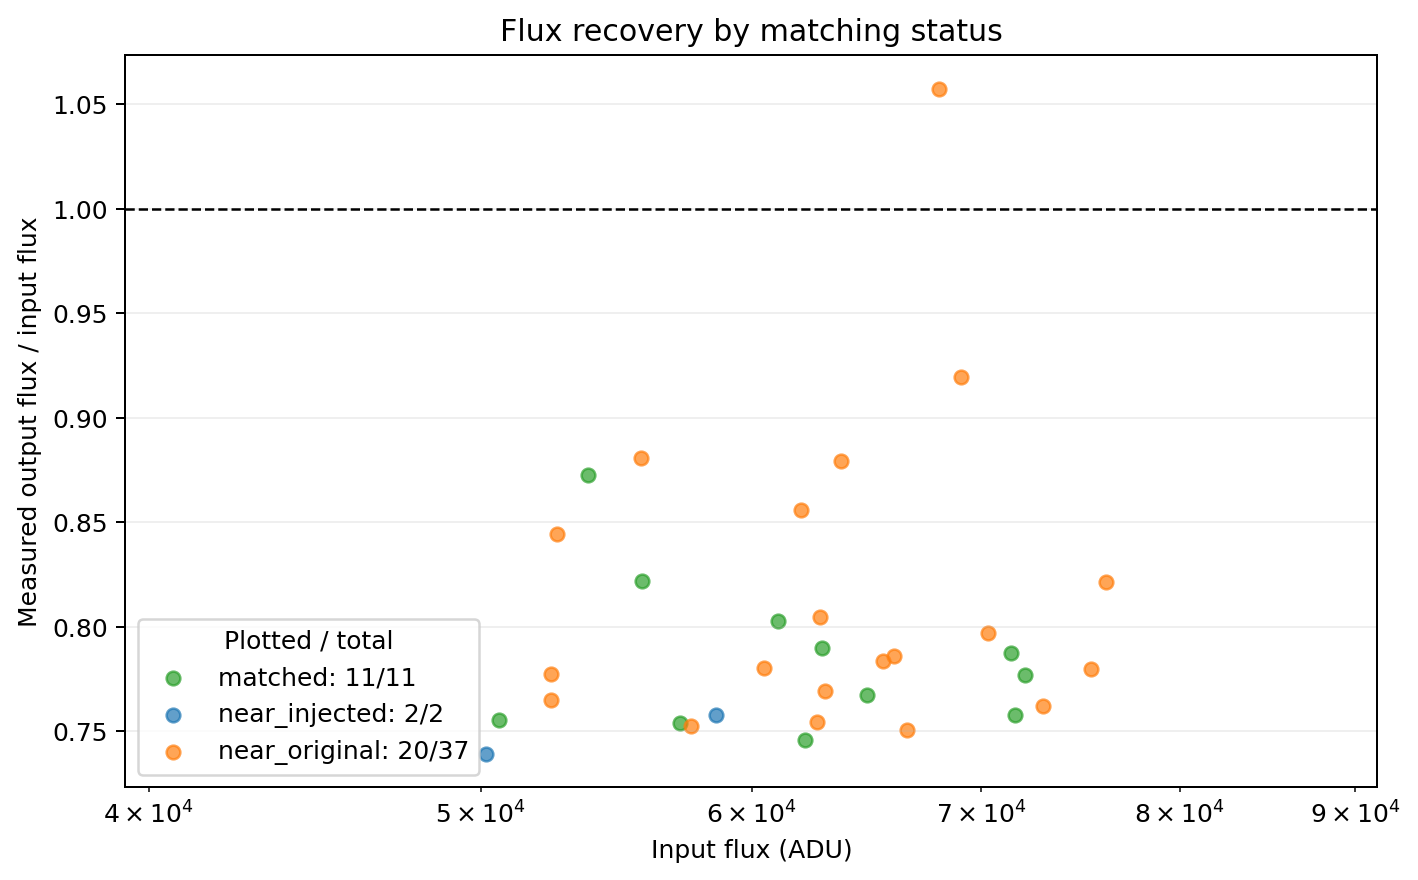 Flux recovery by matching status
Measured output flux / input flux
1.05
1.00
0.95
0.90
0.85
0.80
0.75
Plotted / total
matched: 11/11
near_injected: 2/2
near_original: 20/37
4 × 10⁴ 5 × 10⁴ 6 × 10⁴ 7 × 10⁴ 8 × 10⁴ 9 × 10⁴
Input flux (ADU)